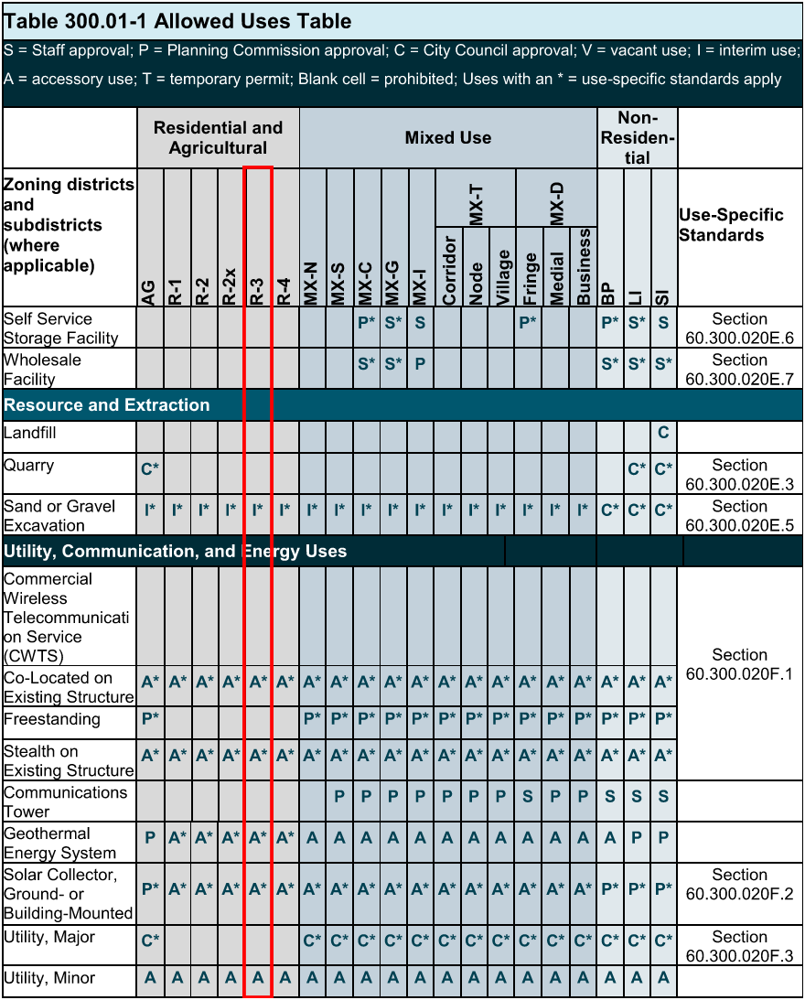 Table 300.01-1 Allowed Uses Table
S = Staff approval; P = Planning Commission approval; C = City Council approval; V = vacant use; I = interim use;
A = accessory use; T = temporary permit; Blank cell = prohibited; Uses with an * = use-specific standards apply
Residential and
Agricultural
Mixed Use
Non-
Residen-
tial
Zoning districts
and
subdistricts
(where
applicable)
AG
R-1
R-2
R-2x
R-3
R-4
MX-N
MX-S
MX-C
MX-G
MX-I
MX-T
Corridor
Node
Village
MX-D
Fringe
Medial
Business
BP
LI
SI
Use-Specific
Standards
Self Service
Storage Facility
P* S* S P* P* S* S
Section
60.300.020E.6
Wholesale
Facility
S* S* P S* S* S*
Section
60.300.020E.7
Resource and Extraction
Landfill
C
Quarry
C* C* C*
Section
60.300.020E.3
Sand or Gravel
Excavation
I* I* I* I* I* I* I* I* I* I* I* I* I* I* I* I* I* C* C* C*
Section
60.300.020E.5
Utility, Communication, and Energy Uses
Commercial
Wireless
Telecommunicati
on Service
(CWTS)
Section
60.300.020F.1
Co-Located on
Existing Structure
A* A* A* A* A* A* A* A* A* A* A* A* A* A* A* A* A* A* A* A*
Freestanding
P* P* P* P* P* P* P* P* P* P* P* P* P* P* P*
Stealth on
Existing Structure
A* A* A* A* A* A* A* A* A* A* A* A* A* A* A* A* A* A* A* A*
Communications
Tower
P P P P P P P S P P S S S
Geothermal
Energy System
P A* A* A* A* A* A A A A A A A A A A A A P P
Solar Collector,
Ground- or
Building-Mounted
P* A* A* A* A* A* A* A* A* A* A* A* A* A* A* A* A* P* P* P*
Section
60.300.020F.2
Utility, Major
C* C* C* C* C* C* C* C* C* C* C* C* C* C* C*
Section
60.300.020F.3
Utility, Minor
A A A A A A A A A A A A A A A A A A A A